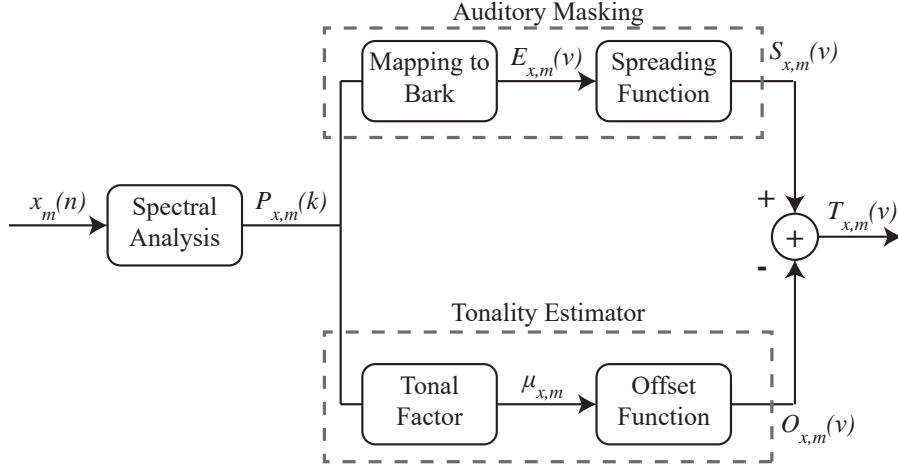 Auditory Masking
Mapping to
Bark
E_{x,m}(v)
Spreading
Function
S_{x,m}(v)
x_m(n)
Spectral
Analysis
P_{x,m}(k)
+
+
-
T_{x,m}(v)
Tonality Estimator
Tonal
Factor
μ_{x,m}
Offset
Function
O_{x,m}(v)